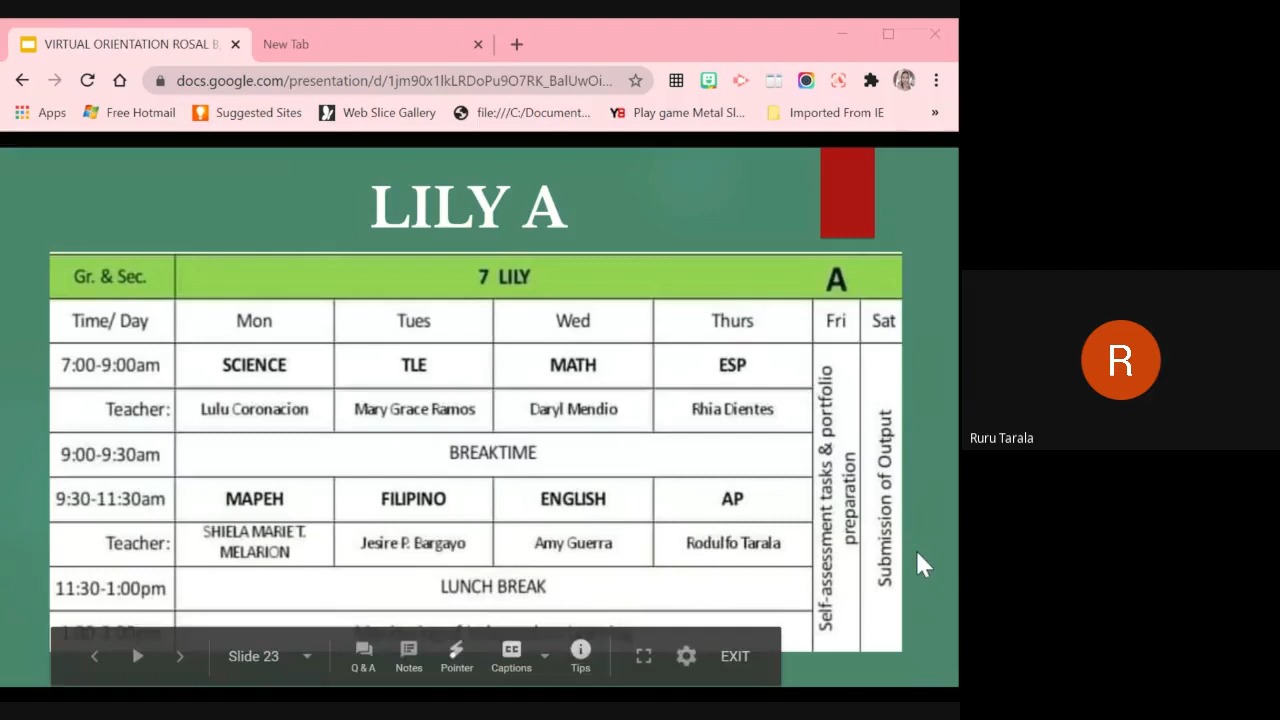 VIRTUAL ORIENTATION ROSAL B
New Tab
docs.google.com/presentation/d/1jm90x1lkLRDoPu9O7RK_BalUwOi...
Apps Free Hotmail Suggested Sites Web Slice Gallery file:///C:/Document... Play game Metal Sl... Imported From IE »
LILY A
Gr. & Sec. 7 LILY A
Time/ Day Mon Tues Wed Thurs Fri Sat
7:00-9:00am SCIENCE TLE MATH ESP
Teacher: Lulu Coronacion Mary Grace Ramos Daryl Mendio Rhia Dientes
9:00-9:30am BREAKTIME
9:30-11:30am MAPEH FILIPINO ENGLISH AP
Teacher: SHIELA MARIE T. MELARION Jesire P. Bargayo Amy Guerra Rodulfo Tarala
11:30-1:00pm LUNCH BREAK
Self-assessment tasks & portfolio
preparation
Submission of Output
Slide 23 Q & A Notes Pointer Captions Tips EXIT
R
Ruru Tarala